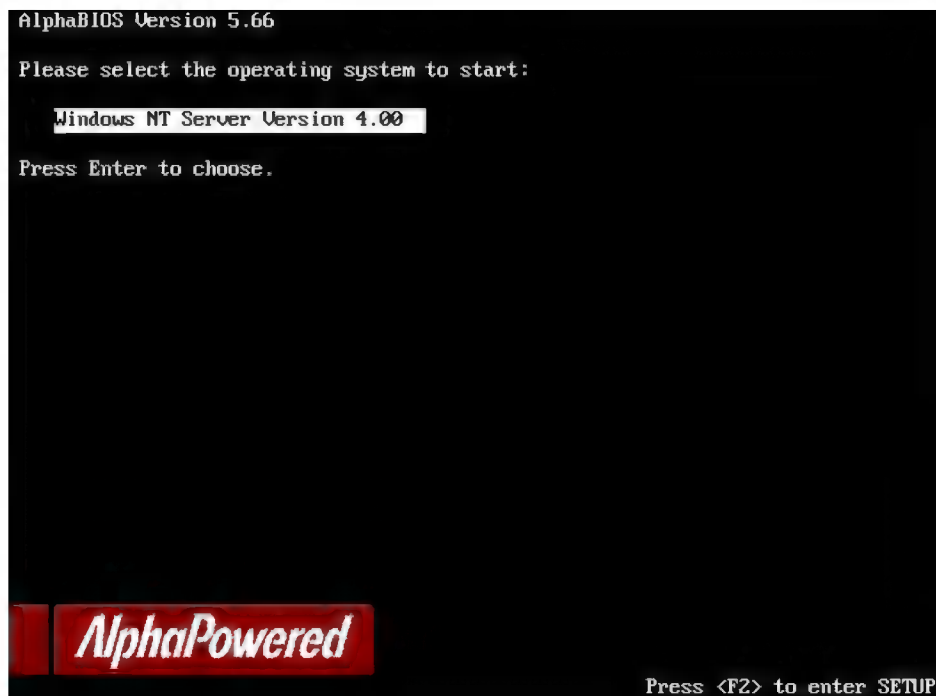 AlphaBIOS Version 5.66
Please select the operating system to start:
Windows NT Server Version 4.00
Press Enter to choose.
AlphaPowered
Press <F2> to enter SETUP